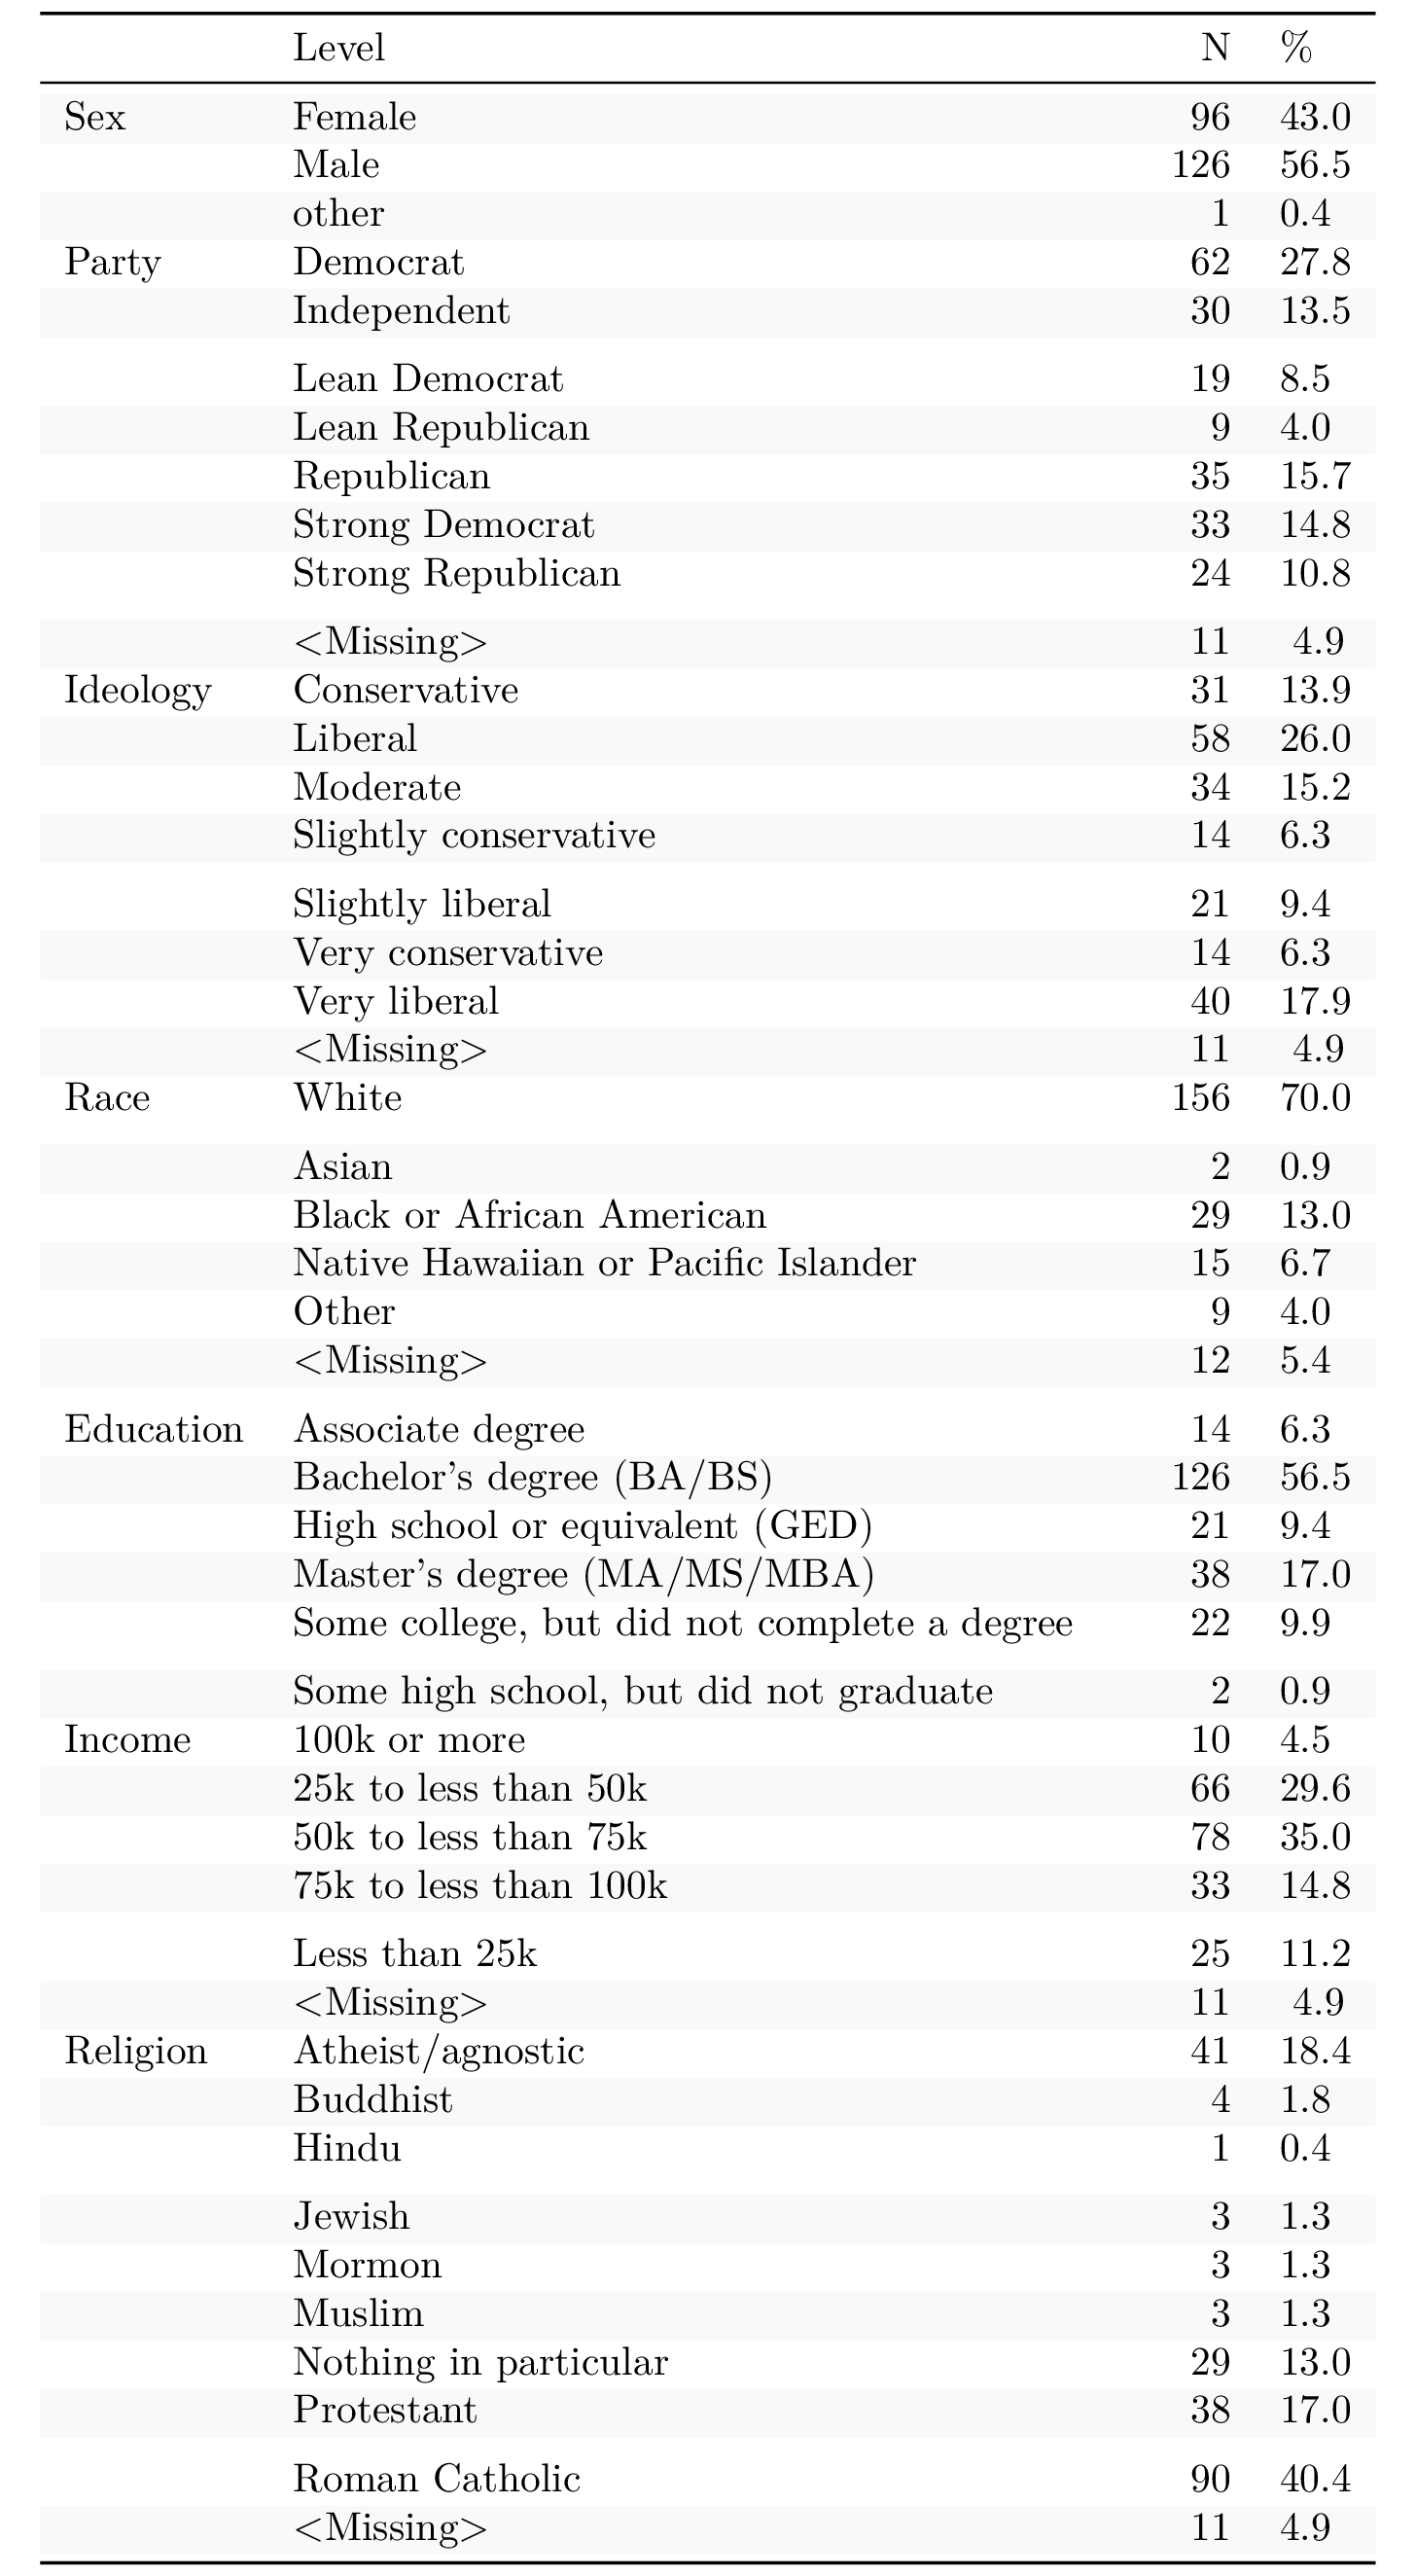 Level N %
Sex Female 96 43.0
Male 126 56.5
other 1 0.4
Party Democrat 62 27.8
Independent 30 13.5
Lean Democrat 19 8.5
Lean Republican 9 4.0
Republican 35 15.7
Strong Democrat 33 14.8
Strong Republican 24 10.8
<Missing> 11 4.9
Ideology Conservative 31 13.9
Liberal 58 26.0
Moderate 34 15.2
Slightly conservative 14 6.3
Slightly liberal 21 9.4
Very conservative 14 6.3
Very liberal 40 17.9
<Missing> 11 4.9
Race White 156 70.0
Asian 2 0.9
Black or African American 29 13.0
Native Hawaiian or Pacific Islander 15 6.7
Other 9 4.0
<Missing> 12 5.4
Education Associate degree 14 6.3
Bachelor’s degree (BA/BS) 126 56.5
High school or equivalent (GED) 21 9.4
Master’s degree (MA/MS/MBA) 38 17.0
Some college, but did not complete a degree 22 9.9
Some high school, but did not graduate 2 0.9
Income 100k or more 10 4.5
25k to less than 50k 66 29.6
50k to less than 75k 78 35.0
75k to less than 100k 33 14.8
Less than 25k 25 11.2
<Missing> 11 4.9
Religion Atheist/agnostic 41 18.4
Buddhist 4 1.8
Hindu 1 0.4
Jewish 3 1.3
Mormon 3 1.3
Muslim 3 1.3
Nothing in particular 29 13.0
Protestant 38 17.0
Roman Catholic 90 40.4
<Missing> 11 4.9